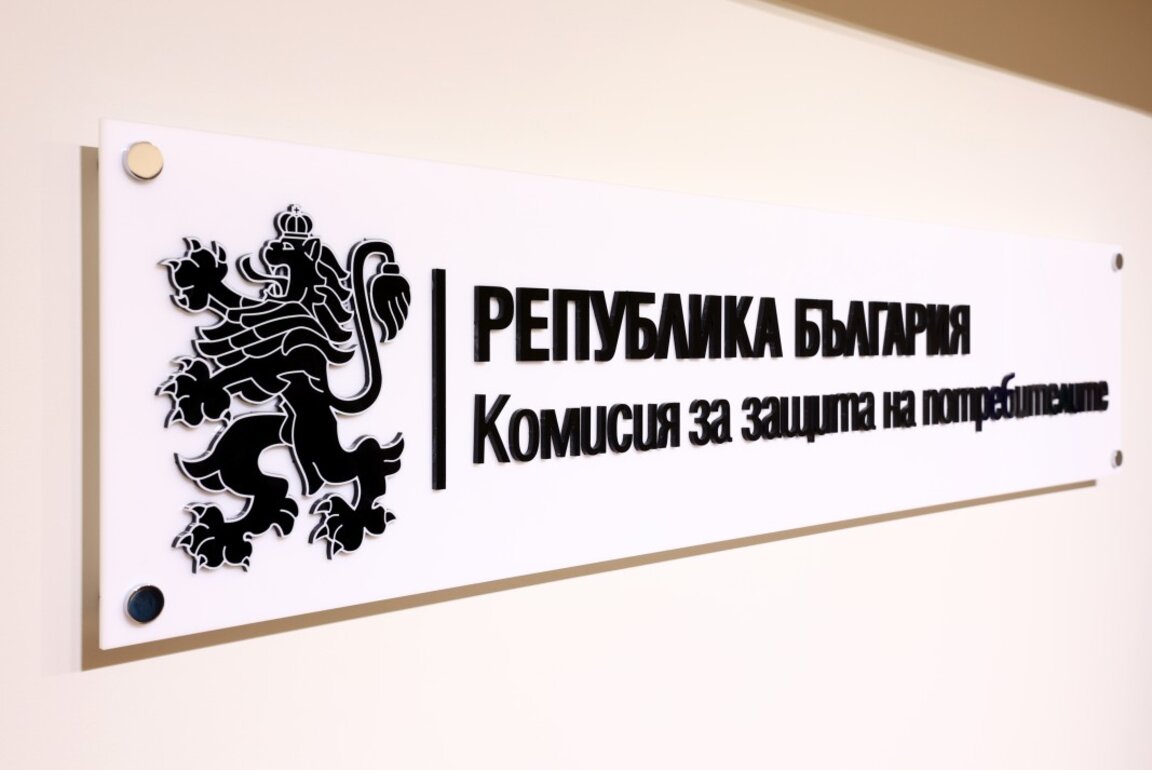 РЕПУБЛИКА БЪЛГАРИЯ
Комисия за защита на потребителите